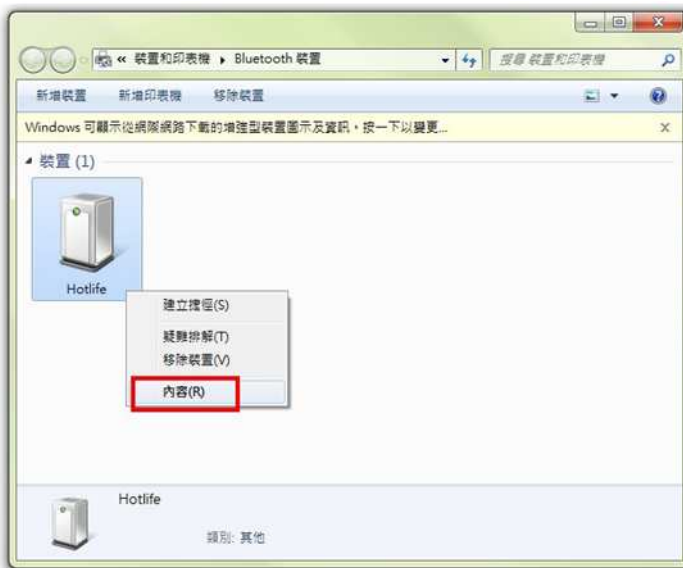 « 裝置和印表機 ▸ Bluetooth 裝置
搜尋 裝置和印表機
新增裝置 新增印表機 移除裝置
Windows 可顯示從網際網路下載的增強型裝置圖示及資訊。按一下以變更...
裝置 (1)
Hotlife
建立捷徑(S)
疑難排解(T)
移除裝置(V)
內容(R)
Hotlife
類別: 其他